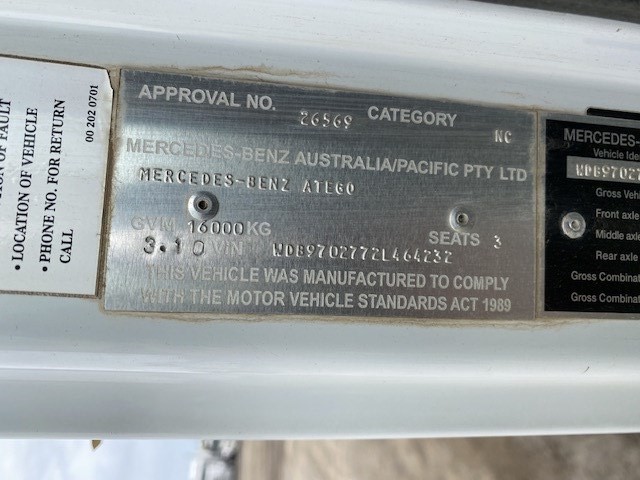 TION OF FAULT
• LOCATION OF VEHICLE
• PHONE NO. FOR RETURN
CALL
00 202 0701
APPROVAL NO. 26569 CATEGORY NC
MERCEDES-BENZ AUSTRALIA/PACIFIC PTY LTD
MERCEDES-BENZ ATEGO
GVM 16000KG
3.10 VIN WDB9702772L464232 SEATS 3
THIS VEHICLE WAS MANUFACTURED TO COMPLY
WITH THE MOTOR VEHICLE STANDARDS ACT 1989
MERCEDES-
Vehicle Ide
WDB97027
Gross Vehi
Front axle
Middle axle
Rear axle
Gross Combinat
Gross Combinat